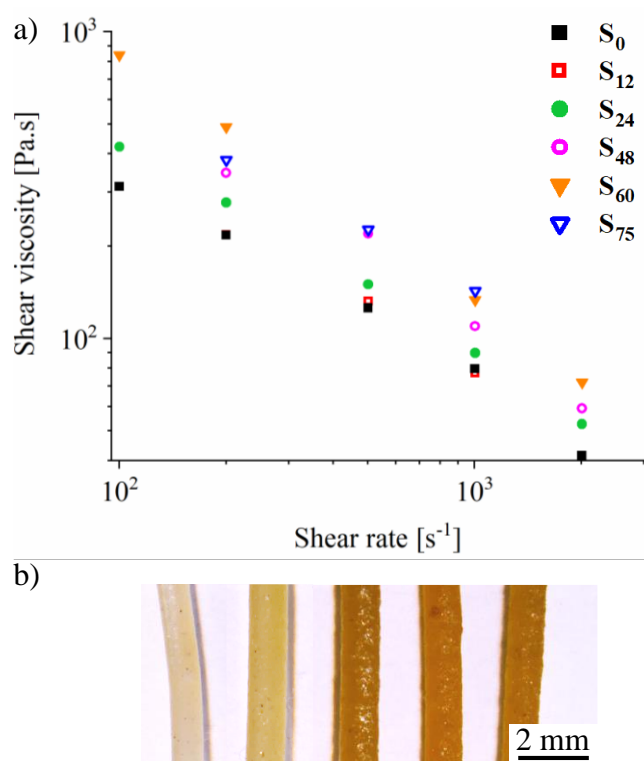 a)
10³
10²
Shear viscosity [Pa.s]
S₀
S₁₂
S₂₄
S₄₈
S₆₀
S₇₅
10² 10³
Shear rate [s⁻¹]
b)
2 mm